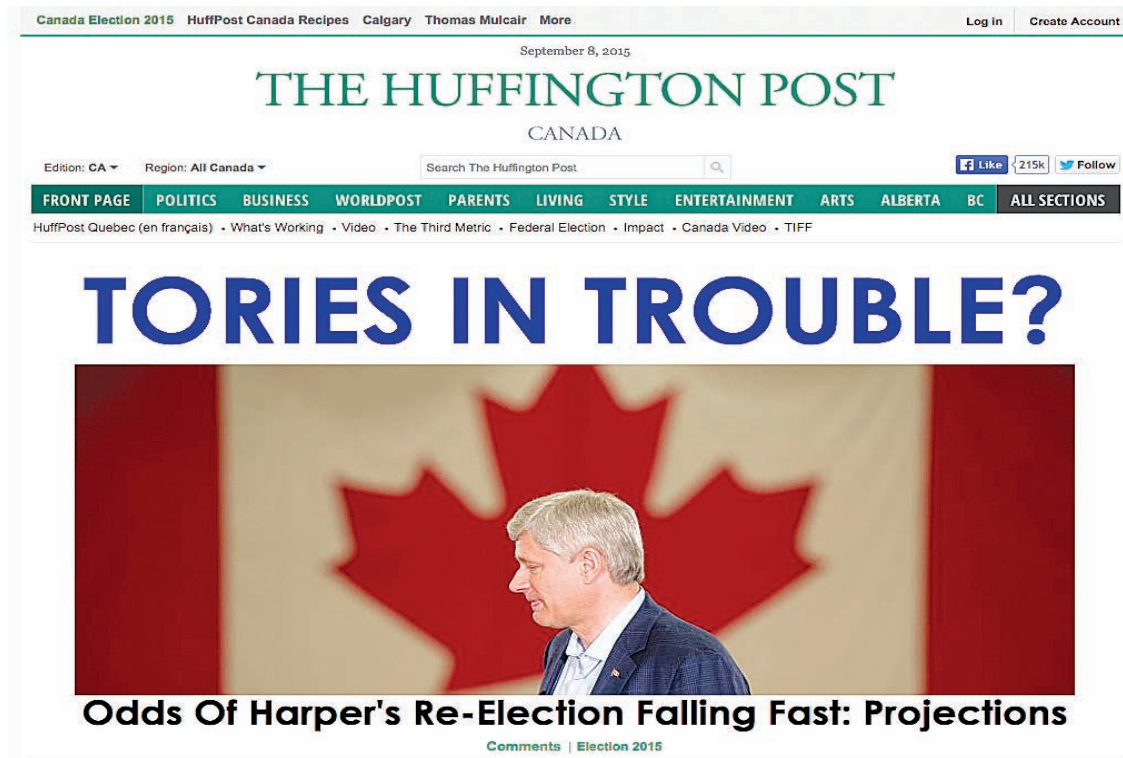 Canada Election 2015 HuffPost Canada Recipes Calgary Thomas Mulcair More Log in Create Account
September 8, 2015
THE HUFFINGTON POST
CANADA
Edition: CA Region: All Canada Search The Huffington Post Like 215k Follow
FRONT PAGE POLITICS BUSINESS WORLDPOST PARENTS LIVING STYLE ENTERTAINMENT ARTS ALBERTA BC ALL SECTIONS
HuffPost Quebec (en français) • What's Working • Video • The Third Metric • Federal Election • Impact • Canada Video • TIFF
TORIES IN TROUBLE?
Odds Of Harper's Re-Election Falling Fast: Projections
Comments | Election 2015